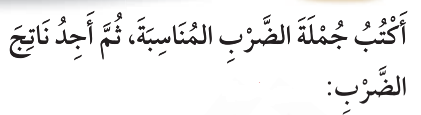 أَكْتُبُ جُمْلَةَ الضَّرْبِ المُنَاسِبَةَ، ثُمَّ أَجِدُ نَاتِجَ
الضَّرْبِ: